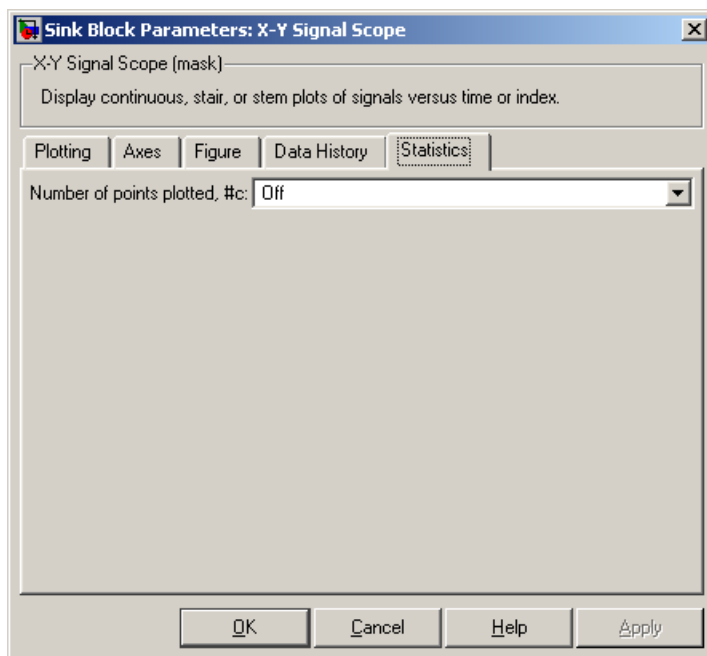 Sink Block Parameters: X-Y Signal Scope
X-Y Signal Scope (mask)
Display continuous, stair, or stem plots of signals versus time or index.
Plotting Axes Figure Data History Statistics
Number of points plotted, #c: Off
OK Cancel Help Apply